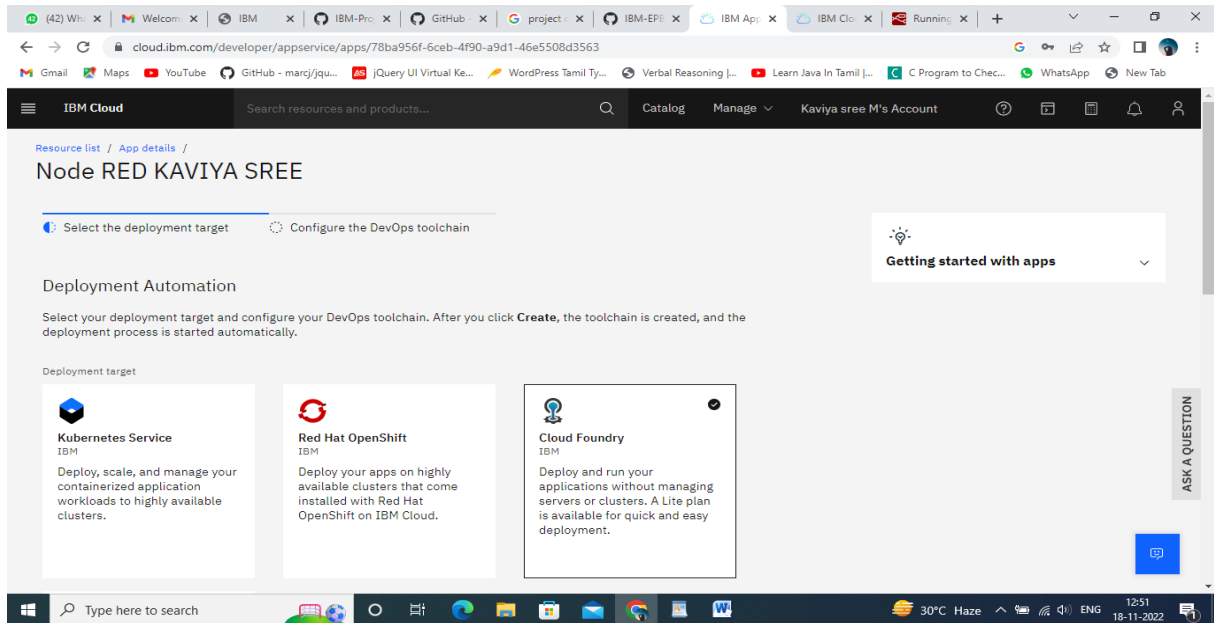 (42) Wha
Welcom
IBM
IBM-Proj
GitHub -
project c
IBM-EPB
IBM App
IBM Clou
Running
cloud.ibm.com/developer/appservice/apps/78ba956f-6ceb-4f90-a9d1-46e5508d3563
Gmail
Maps
YouTube
GitHub - marcj/jqu...
jQuery UI Virtual Ke...
WordPress Tamil Ty...
Verbal Reasoning |...
Learn Java In Tamil |...
C Program to Chec...
WhatsApp
New Tab
IBM Cloud
Search resources and products...
Catalog
Manage
Kaviya sree M's Account
Resource list / App details /
Node RED KAVIYA SREE
Select the deployment target
Configure the DevOps toolchain
Getting started with apps
Deployment Automation
Select your deployment target and configure your DevOps toolchain. After you click Create, the toolchain is created, and the
deployment process is started automatically.
Deployment target
Kubernetes Service
IBM
Deploy, scale, and manage your
containerized application
workloads to highly available
clusters.
Red Hat OpenShift
IBM
Deploy your apps on highly
available clusters that come
installed with Red Hat
OpenShift on IBM Cloud.
Cloud Foundry
IBM
Deploy and run your
applications without managing
servers or clusters. A Lite plan
is available for quick and easy
deployment.
ASK A QUESTION
Type here to search
30°C Haze
ENG
12:51
18-11-2022
1